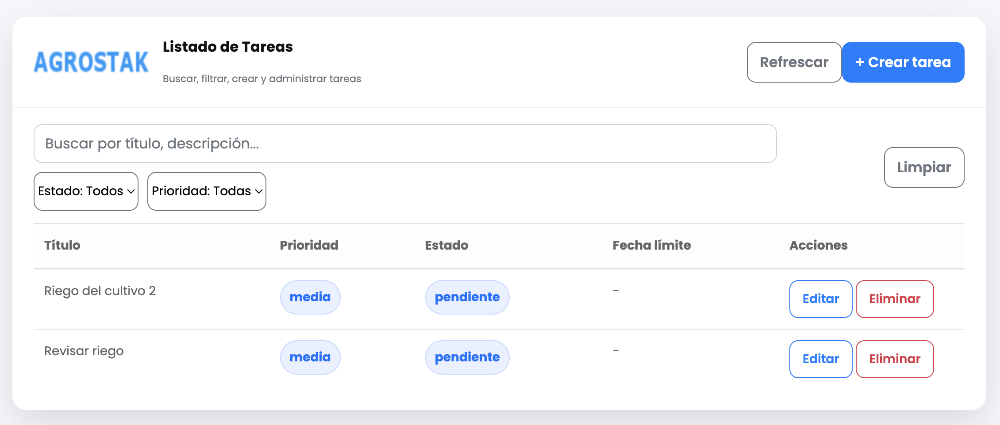 AGROSTAK
Listado de Tareas
Buscar, filtrar, crear y administrar tareas
Refrescar
+ Crear tarea
Buscar por título, descripción...
Limpiar
Estado: Todos
Prioridad: Todas
Título Prioridad Estado Fecha límite Acciones
Riego del cultivo 2 media pendiente - Editar Eliminar
Revisar riego media pendiente - Editar Eliminar